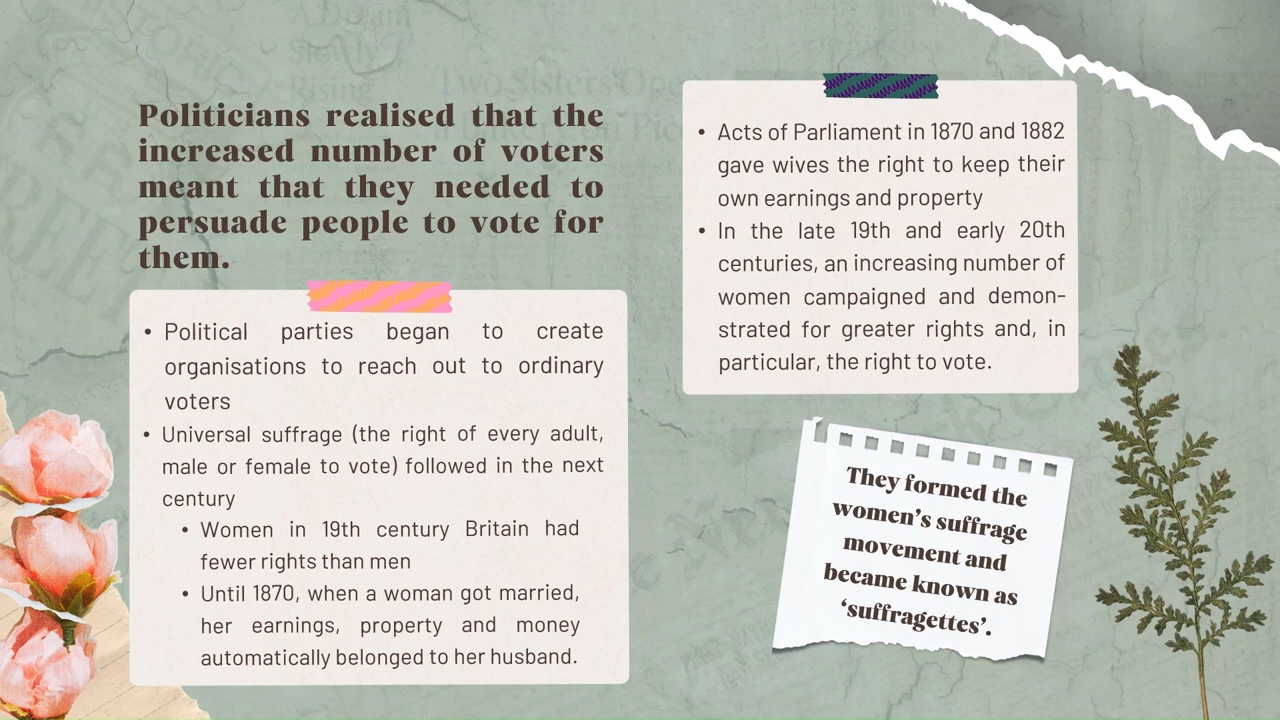 Politicians realised that the
increased number of voters
meant that they needed to
persuade people to vote for
them.
• Political parties began to create
organisations to reach out to ordinary
voters
• Universal suffrage (the right of every adult,
male or female to vote) followed in the next
century
• Women in 19th century Britain had
fewer rights than men
• Until 1870, when a woman got married,
her earnings, property and money
automatically belonged to her husband.
• Acts of Parliament in 1870 and 1882
gave wives the right to keep their
own earnings and property
• In the late 19th and early 20th
centuries, an increasing number of
women campaigned and demon-
strated for greater rights and, in
particular, the right to vote.
They formed the
women's suffrage
movement and
became known as
‘suffragettes’.
A Dream
Slowly
Rising
Two Sisters Ope